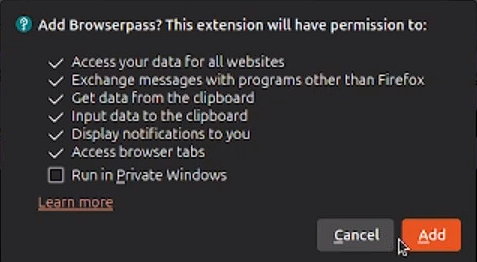 Add Browserpass? This extension will have permission to:
Access your data for all websites
Exchange messages with programs other than Firefox
Get data from the clipboard
Input data to the clipboard
Display notifications to you
Access browser tabs
Run in Private Windows
Learn more
Cancel
Add